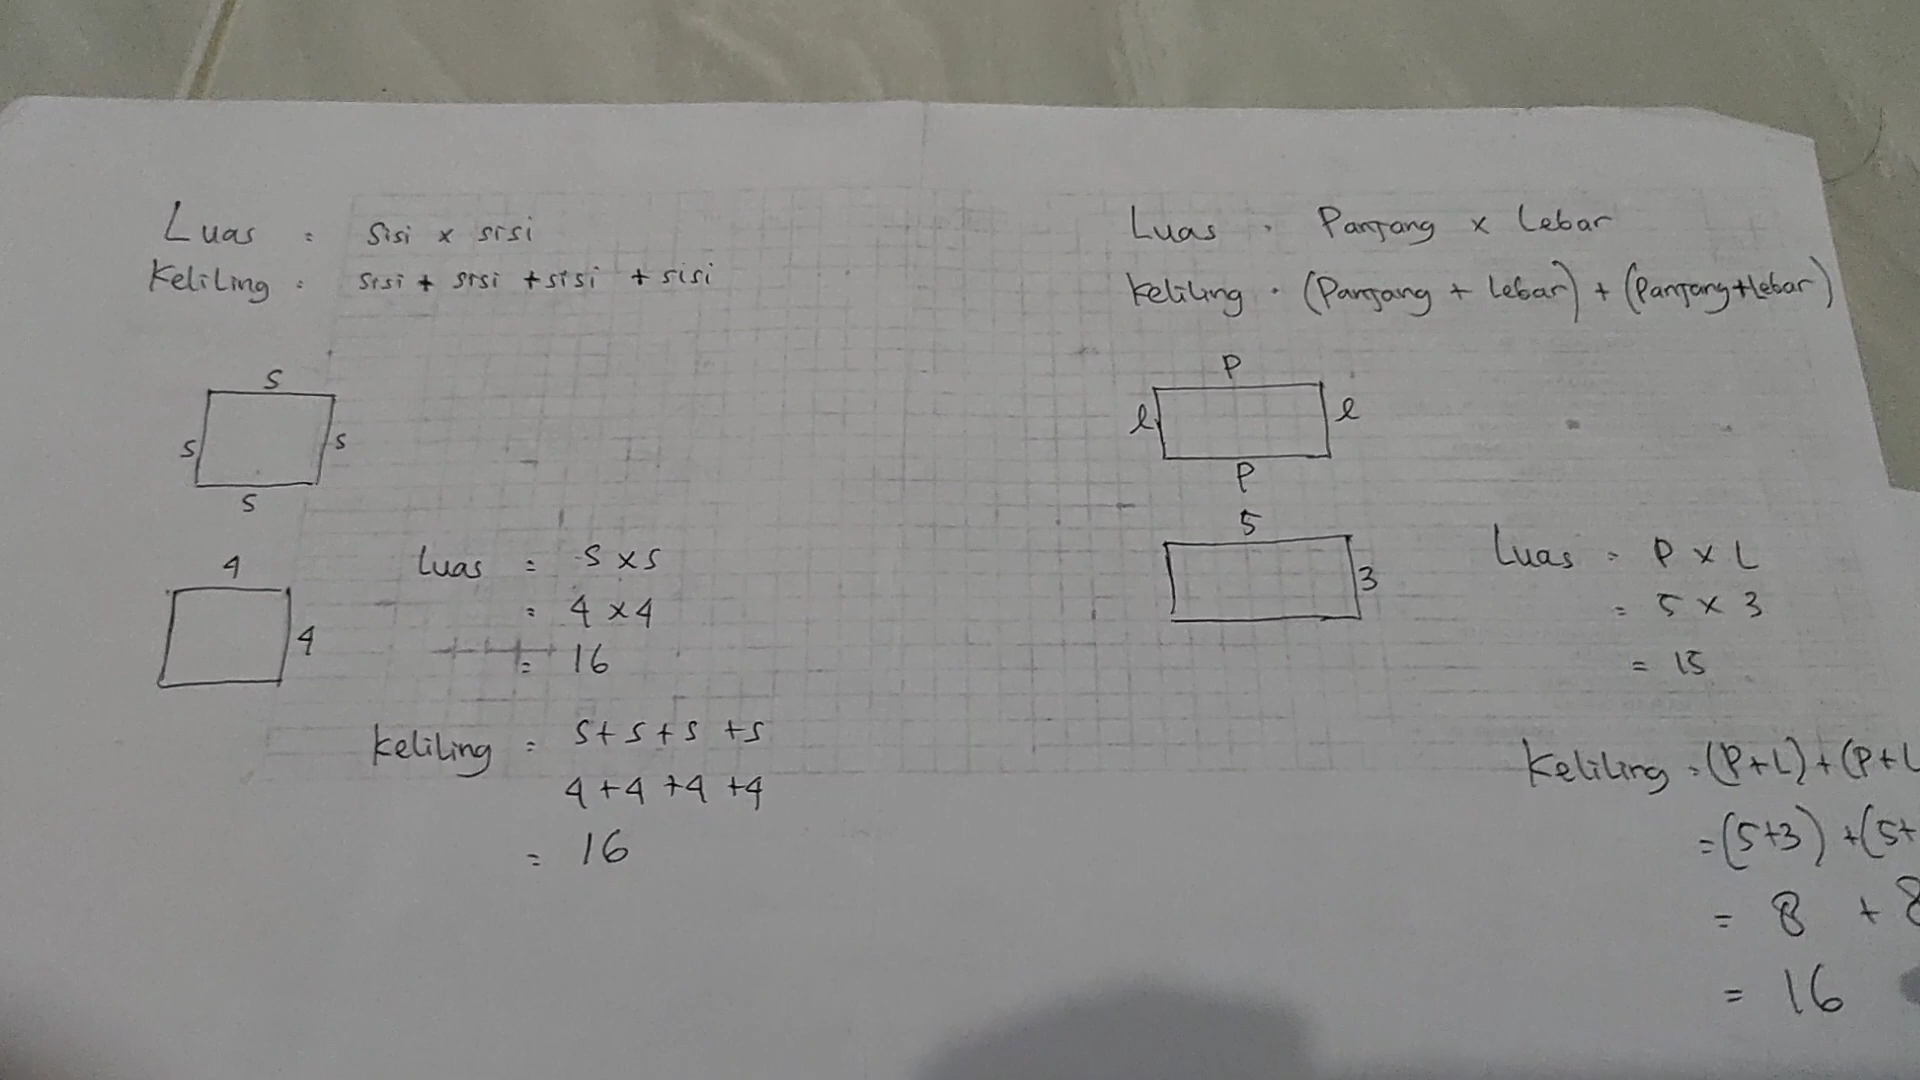 Luas = sisi x sisi
Keliling = sisi + sisi + sisi + sisi
s
s s
s
4
4
Luas = s x s
= 4 x 4
= 16
Keliling = s + s + s + s
4 + 4 + 4 + 4
= 16
Luas = Panjang x Lebar
Keliling = (Panjang + Lebar) + (Panjang + Lebar)
P
l l
P
5
3
Luas = P x L
= 5 x 3
= 15
Keliling = (P+L) + (P+L
= (5+3) + (5+
= 8 + 8
= 16